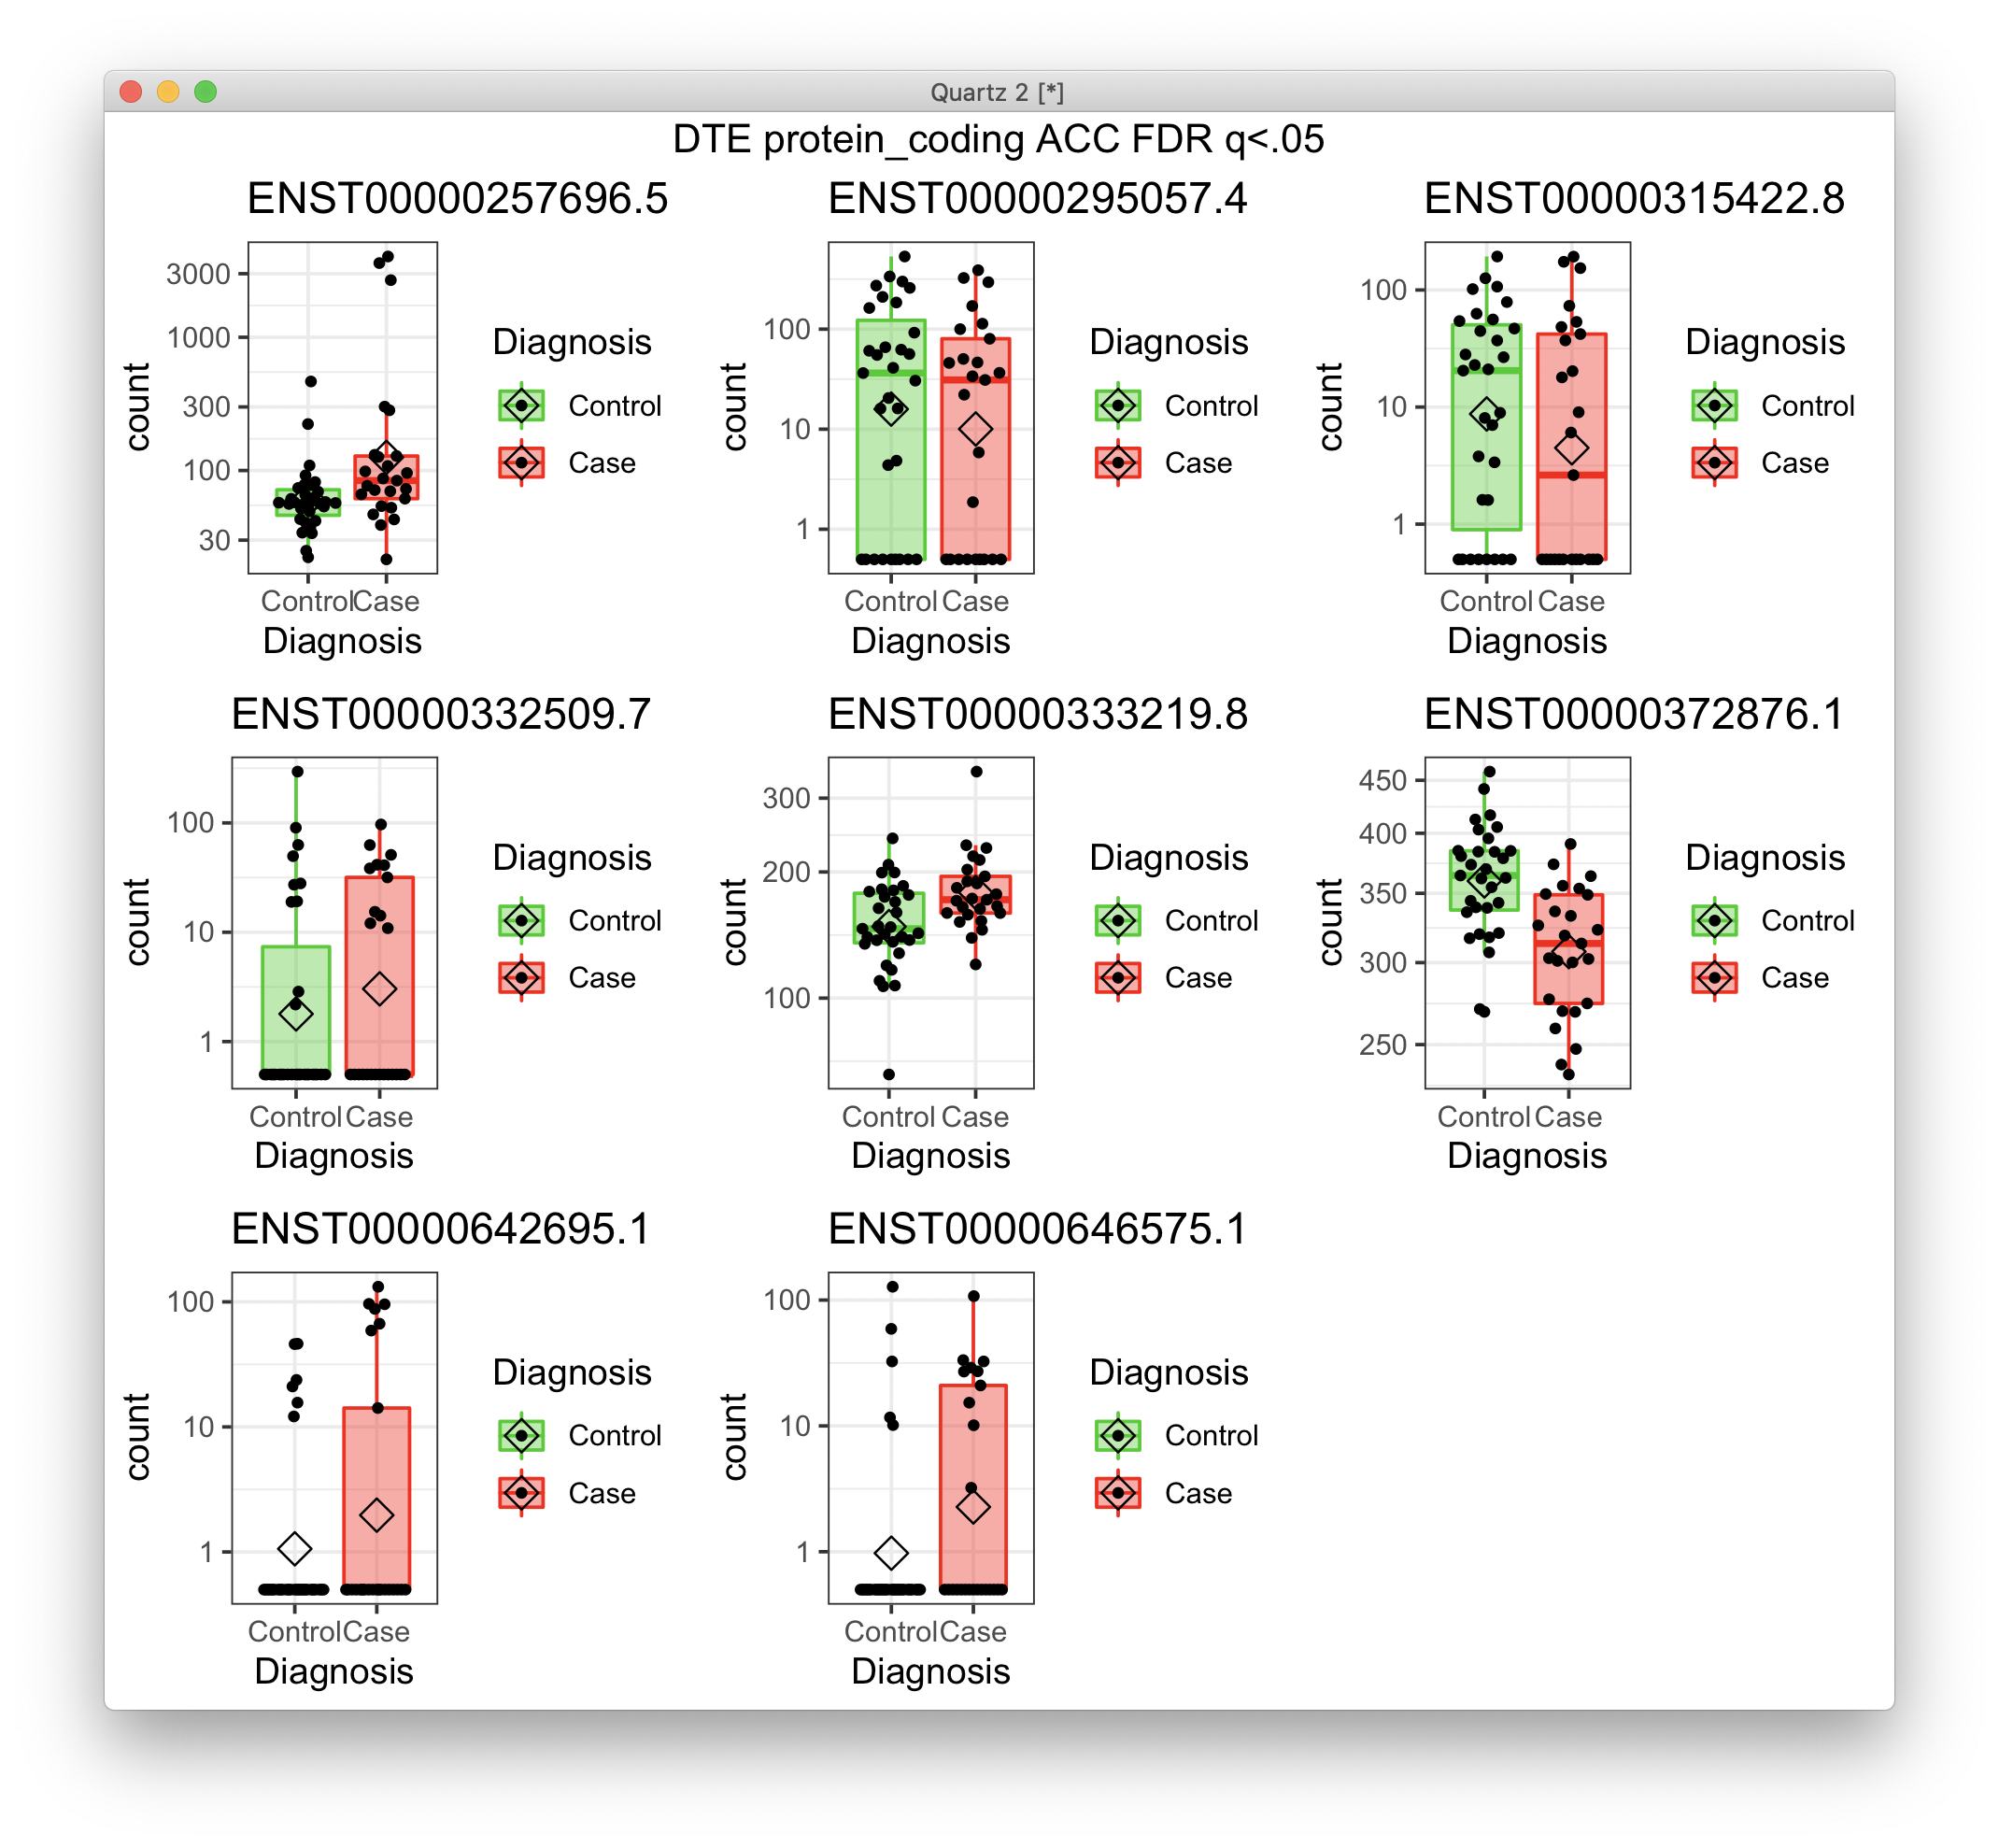 Quartz 2 [*]
DTE protein_coding ACC FDR q<.05
ENST00000257696.5
3000
1000
300
100
30
count
Control Case
Diagnosis
Diagnosis
Control
Case
ENST00000295057.4
100
10
1
count
Control Case
Diagnosis
Diagnosis
Control
Case
ENST00000315422.8
100
10
1
count
Control Case
Diagnosis
Diagnosis
Control
Case
ENST00000332509.7
100
10
1
count
Control Case
Diagnosis
Diagnosis
Control
Case
ENST00000333219.8
300
200
100
count
Control Case
Diagnosis
Diagnosis
Control
Case
ENST00000372876.1
450
400
350
300
250
count
Control Case
Diagnosis
Diagnosis
Control
Case
ENST00000642695.1
100
10
1
count
Control Case
Diagnosis
Diagnosis
Control
Case
ENST00000646575.1
100
10
1
count
Control Case
Diagnosis
Diagnosis
Control
Case